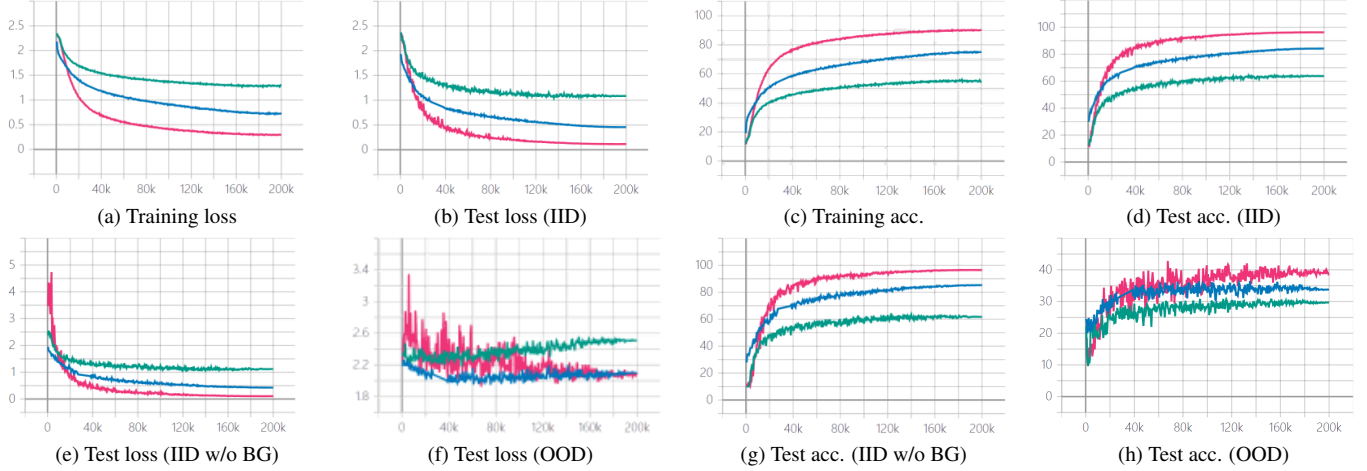 2.5
2
1.5
1
0.5
0
0 40k 80k 120k 160k 200k
(a) Training loss
2.5
2
1.5
1
0.5
0
0 40k 80k 120k 160k 200k
(b) Test loss (IID)
100
80
60
40
20
0
0 40k 80k 120k 160k 200k
(c) Training acc.
100
80
60
40
20
0
0 40k 80k 120k 160k 200k
(d) Test acc. (IID)
5
4
3
2
1
0
0 40k 80k 120k 160k 200k
(e) Test loss (IID w/o BG)
3.4
3
2.6
2.2
1.8
0 40k 80k 120k 160k 200k
(f) Test loss (OOD)
100
80
60
40
20
0
0 40k 80k 120k 160k 200k
(g) Test acc. (IID w/o BG)
40
30
20
10
0
0 40k 80k 120k 160k 200k
(h) Test acc. (OOD)